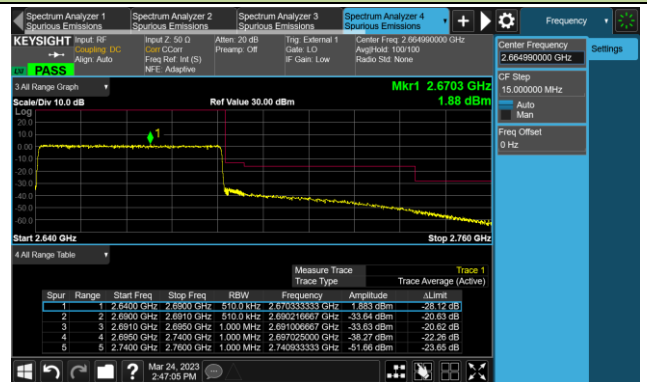 Spectrum Analyzer 1 Spurious Emissions
Spectrum Analyzer 2 Spurious Emissions
Spectrum Analyzer 3 Spurious Emissions
Spectrum Analyzer 4 Spurious Emissions
Frequency
KEYSIGHT
Input: RF
Coupling: DC
Align: Auto
Input Z: 50 Ω
Corr CCorr
Freq Ref: Int (S)
NFE: Adaptive
Atten: 20 dB
Preamp: Off
Trig: External 1
Gate: LO
IF Gain: Low
Center Freq: 2.664990000 GHz
Avg|Hold: 100/100
Radio Std: None
PASS
Center Frequency
2.664990000 GHz
Settings
CF Step
15.000000 MHz
Auto
Man
Freq Offset
0 Hz
3 All Range Graph
Mkr1 2.6703 GHz
Scale/Div 10.0 dB
Ref Value 30.00 dBm
1.88 dBm
Log
20.0
10.0
0.00
-10.0
-20.0
-30.0
-40.0
-50.0
-60.0
1
Start 2.640 GHz
Stop 2.760 GHz
4 All Range Table
Measure Trace Trace 1
Trace Type Trace Average (Active)
Spur Range Start Freq Stop Freq RBW Frequency Amplitude ΔLimit
1 1 2.6400 GHz 2.6900 GHz 510.0 kHz 2.670333333 GHz 1.883 dBm -28.12 dB
2 2 2.6900 GHz 2.6910 GHz 510.0 kHz 2.690216667 GHz -33.64 dBm -20.63 dB
3 3 2.6910 GHz 2.6950 GHz 1.000 MHz 2.691006667 GHz -33.63 dBm -20.62 dB
4 4 2.6950 GHz 2.7400 GHz 1.000 MHz 2.697025000 GHz -38.27 dBm -22.26 dB
5 5 2.7400 GHz 2.7600 GHz 1.000 MHz 2.740933333 GHz -51.66 dBm -23.65 dB
Mar 24, 2023
2:47:05 PM